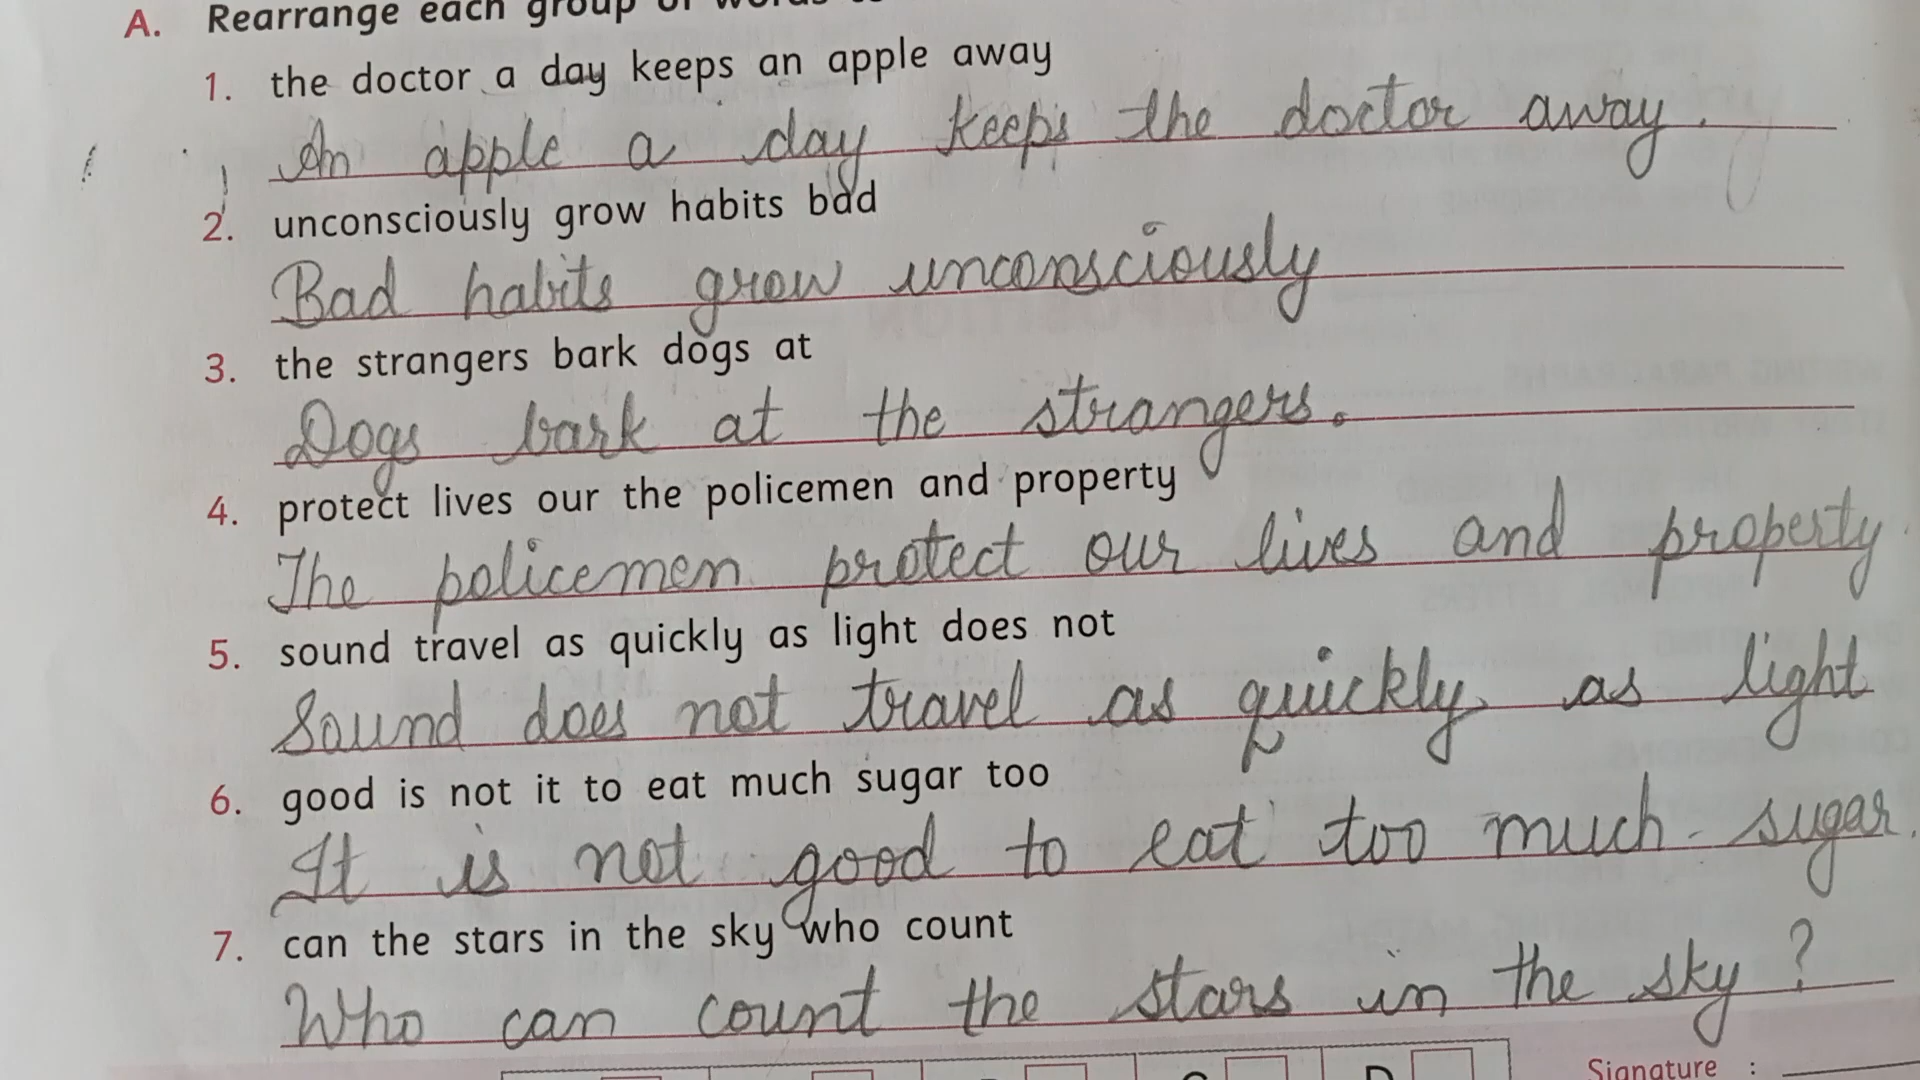 A. Rearrange each group of words
1. the doctor a day keeps an apple away
An apple a day keeps the doctor away.
2. unconsciously grow habits bad
Bad habits grow unconsciously
3. the strangers bark dogs at
Dogs bark at the strangers.
4. protect lives our the policemen and property
The policemen protect our lives and property
5. sound travel as quickly as light does not
Sound does not travel as quickly as light
6. good is not it to eat much sugar too
It is not good to eat too much sugar.
7. can the stars in the sky who count
Who can count the stars in the sky?
Signature :